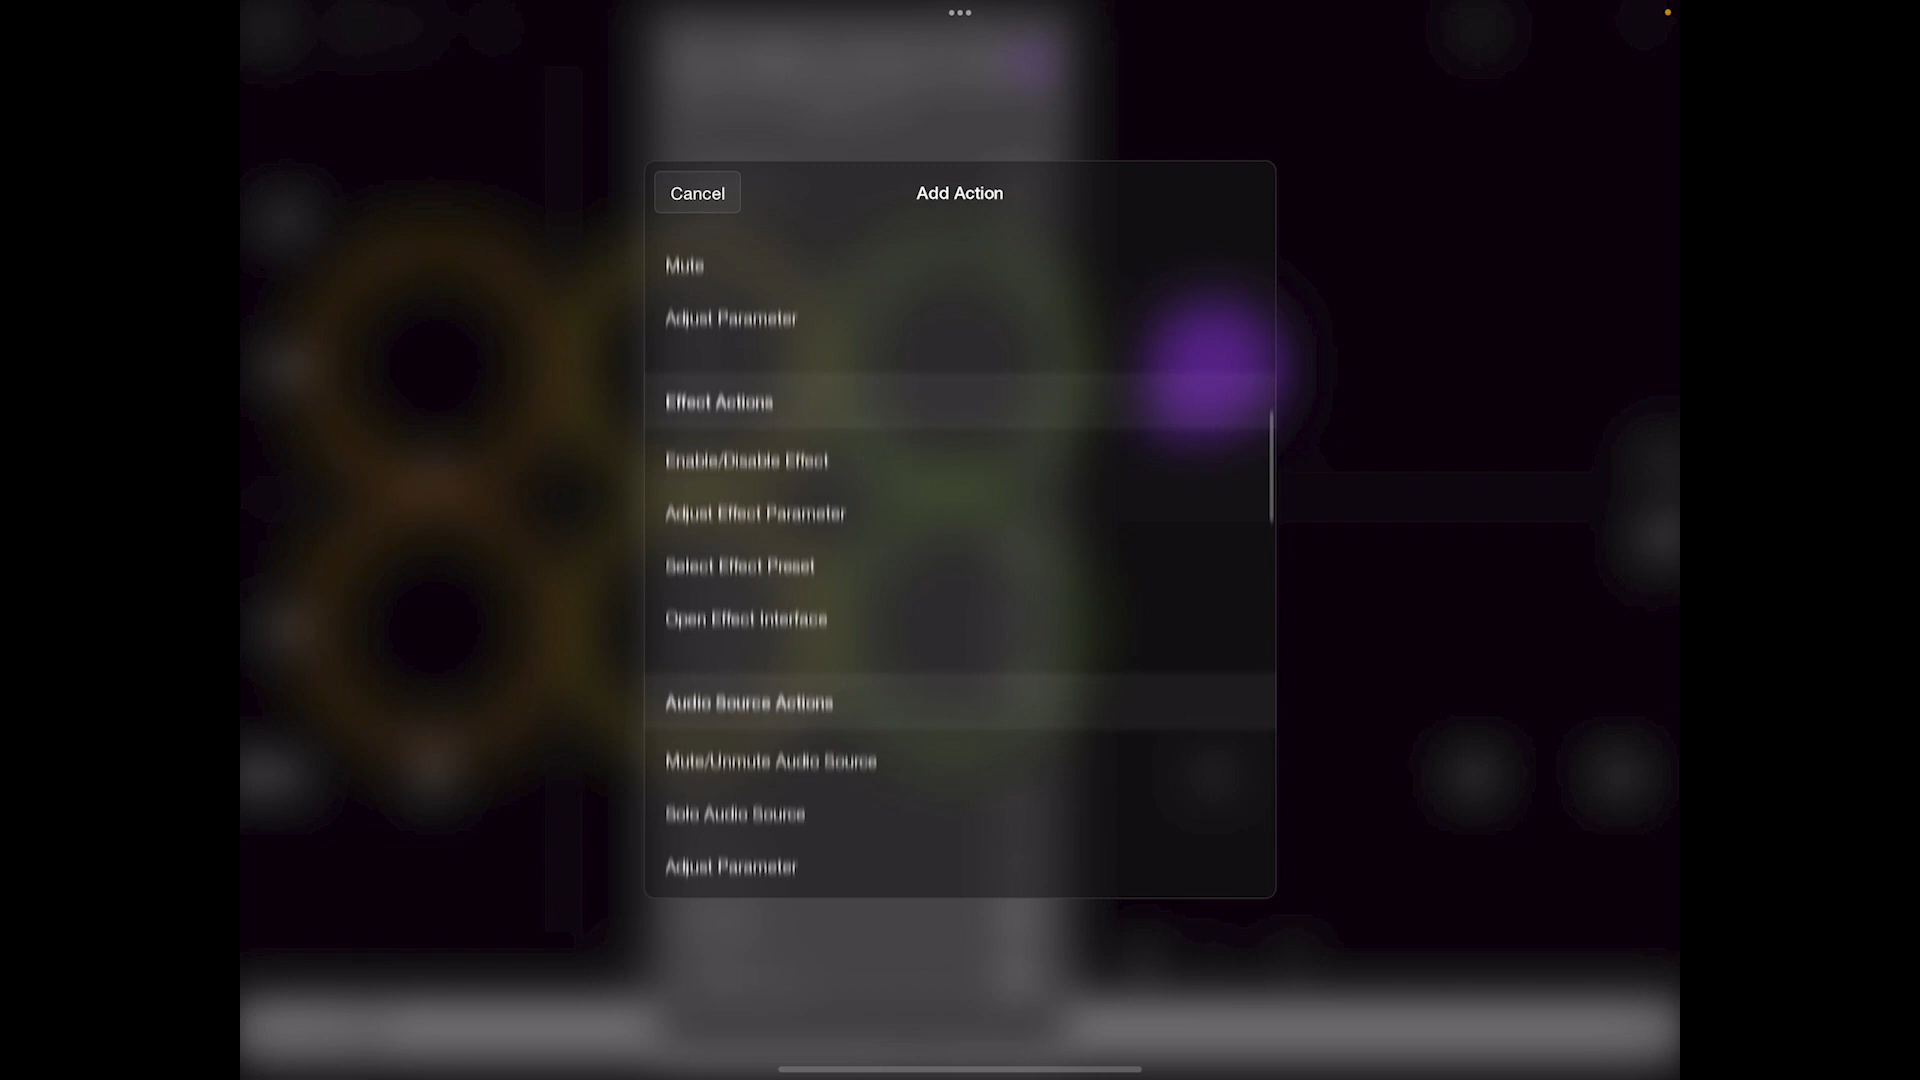 Cancel
Add Action
Mute
Adjust Parameter
Effect Actions
Enable/Disable Effect
Adjust Effect Parameter
Select Effect Preset
Open Effect Interface
Audio Source Actions
Mute/Unmute Audio Source
Solo Audio Source
Adjust Parameter